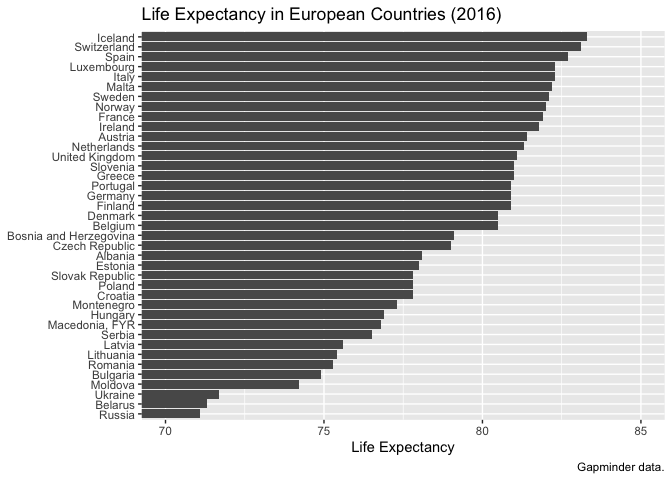 Life Expectancy in European Countries (2016)
Iceland
Switzerland
Spain
Luxembourg
Italy
Malta
Sweden
Norway
France
Ireland
Austria
Netherlands
United Kingdom
Slovenia
Greece
Portugal
Germany
Finland
Denmark
Belgium
Bosnia and Herzegovina
Czech Republic
Albania
Estonia
Slovak Republic
Poland
Croatia
Montenegro
Hungary
Macedonia, FYR
Serbia
Latvia
Lithuania
Romania
Bulgaria
Moldova
Ukraine
Belarus
Russia
70 75 80 85
Life Expectancy
Gapminder data.